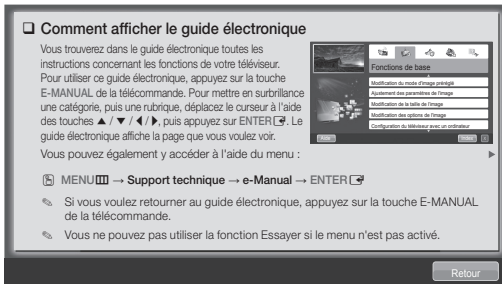 ❑ Comment afficher le guide électronique
Vous trouverez dans le guide électronique toutes les
instructions concernant les fonctions de votre téléviseur.
Pour utiliser ce guide électronique, appuyez sur la touche
E-MANUAL de la télécommande. Pour mettre en surbrillance
une catégorie, puis une rubrique, déplacez le curseur à l'aide
des touches ▲ / ▼ / ◀ / ▶, puis appuyez sur ENTER. Le
guide électronique affiche la page que vous voulez voir.
Fonctions de base
Modification du mode d'image préréglé
Ajustement des paramètres de l'image
Modification de la taille de l'image
Modification des options de l'image
Configuration du téléviseur avec un ordinateur
Index
Vous pouvez également y accéder à l'aide du menu :
MENU → Support technique → e-Manual → ENTER
Si vous voulez retourner au guide électronique, appuyez sur la touche E-MANUAL
de la télécommande.
Vous ne pouvez pas utiliser la fonction Essayer si le menu n'est pas activé.
Retour